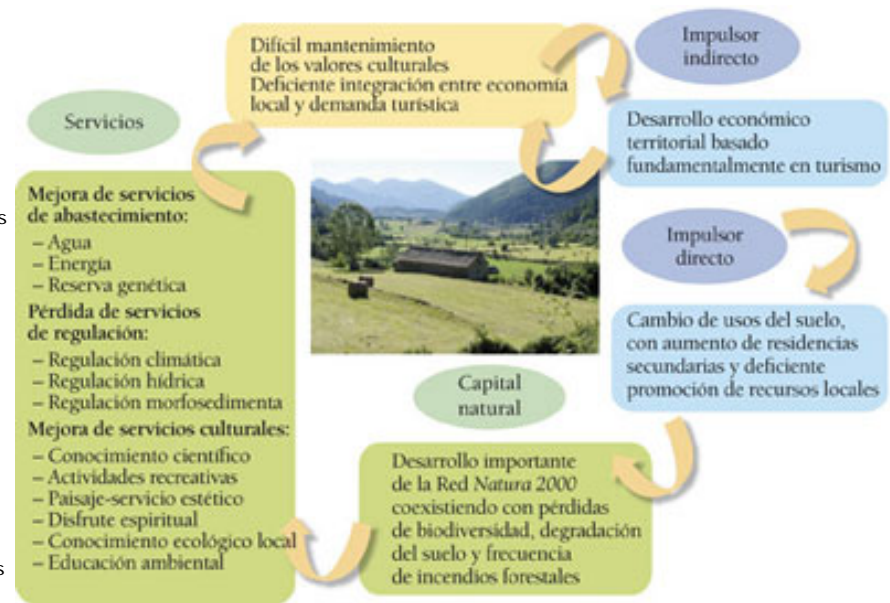 Difícil mantenimiento
de los valores culturales
Deficiente integración entre economía
local y demanda turística
Impulsor
indirecto
Desarrollo económico
territorial basado
fundamentalmente en turismo
Impulsor
directo
Cambio de usos del suelo,
con aumento de residencias
secundarias y deficiente
promoción de recursos locales
Capital
natural
Desarrollo importante
de la Red Natura 2000
coexistiendo con pérdidas
de biodiversidad, degradación
del suelo y frecuencia
de incendios forestales
Servicios
Mejora de servicios
de abastecimiento:
– Agua
– Energía
– Reserva genética
Pérdida de servicios
de regulación:
– Regulación climática
– Regulación hídrica
– Regulación morfosedimenta
Mejora de servicios culturales:
– Conocimiento científico
– Actividades recreativas
– Paisaje-servicio estético
– Disfrute espiritual
– Conocimiento ecológico local
– Educación ambiental
s
s